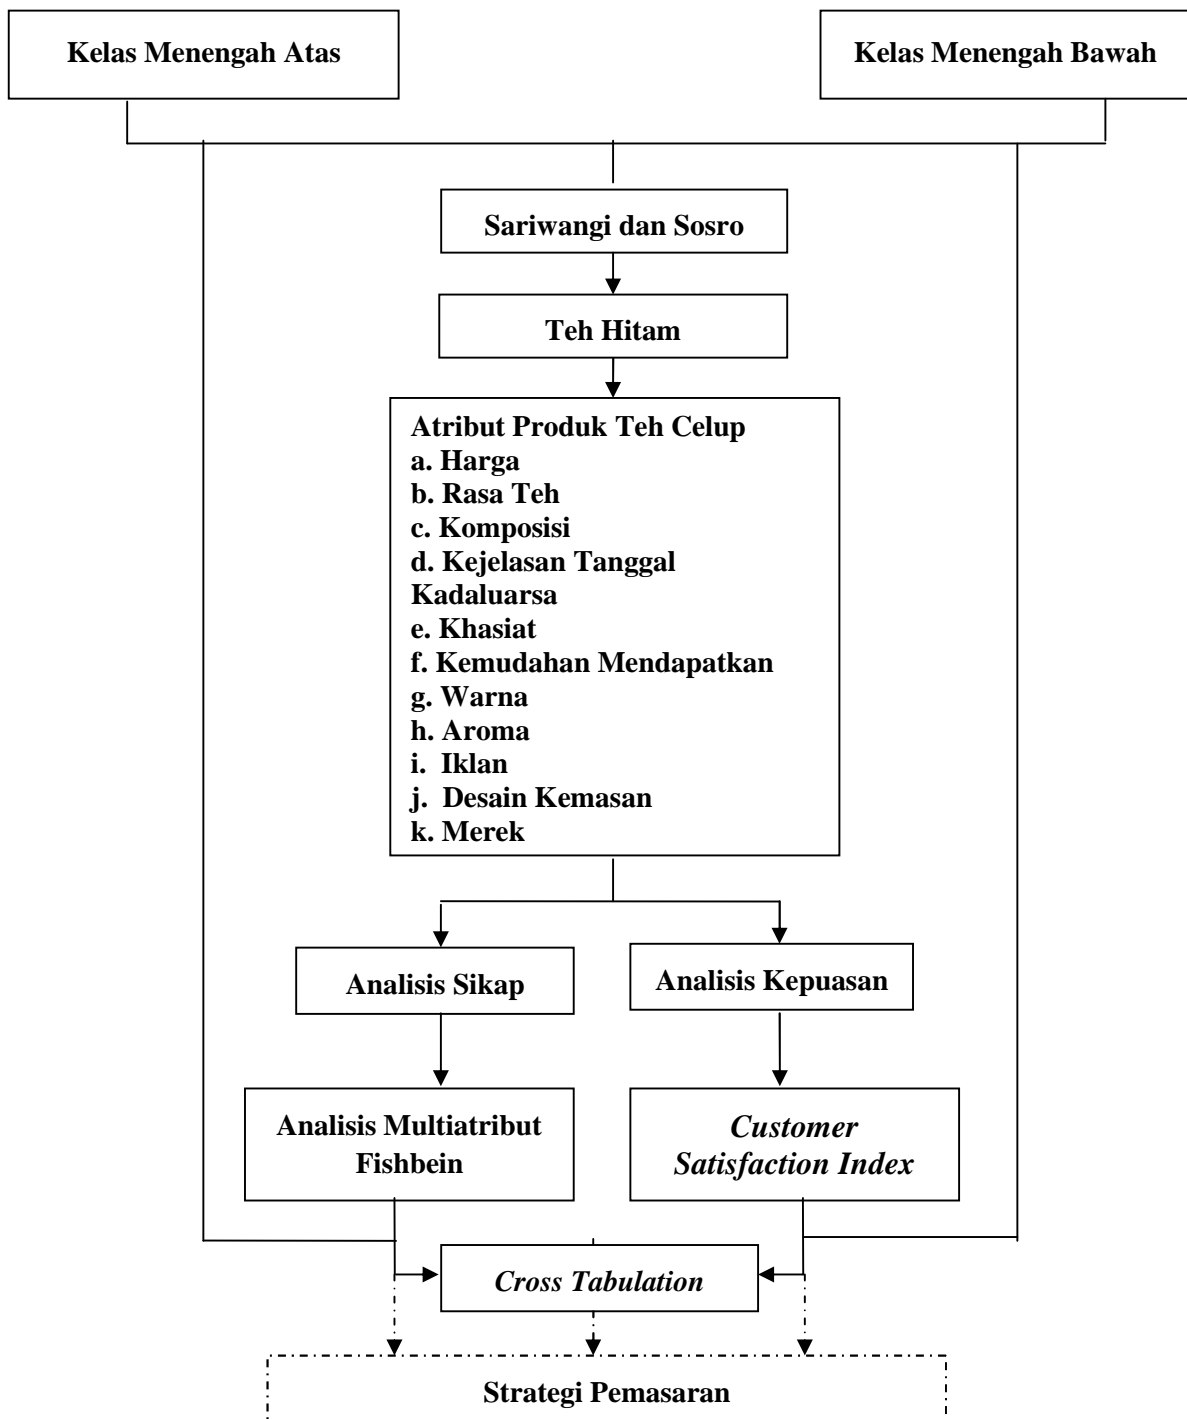 Kelas Menengah Atas
Kelas Menengah Bawah
Sariwangi dan Sosro
Teh Hitam
Atribut Produk Teh Celup
a. Harga
b. Rasa Teh
c. Komposisi
d. Kejelasan Tanggal
Kadaluarsa
e. Khasiat
f. Kemudahan Mendapatkan
g. Warna
h. Aroma
i. Iklan
j. Desain Kemasan
k. Merek
Analisis Sikap
Analisis Kepuasan
Analisis Multiatribut
Fishbein
Customer
Satisfaction Index
Cross Tabulation
Strategi Pemasaran